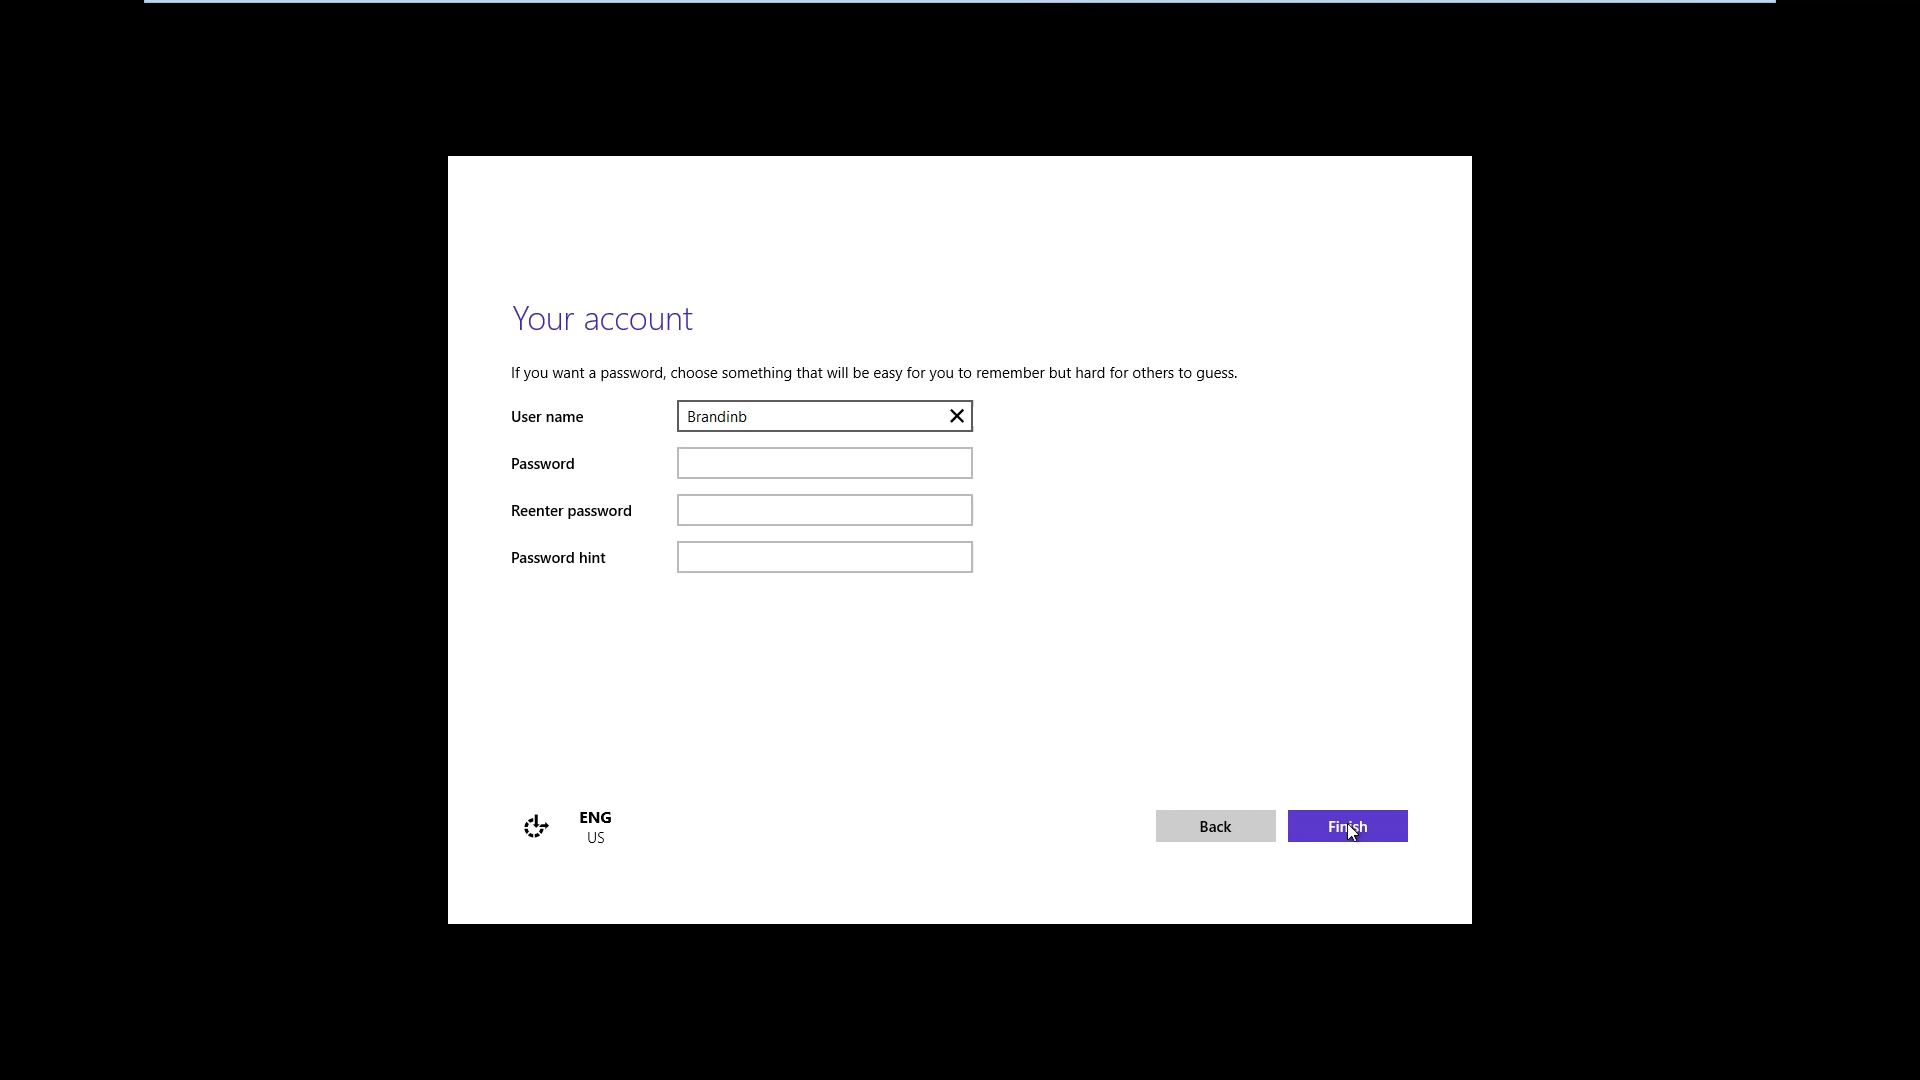 Your account
If you want a password, choose something that will be easy for you to remember but hard for others to guess.
User name
Brandinb
Password
Reenter password
Password hint
ENG
US
Back
Finish